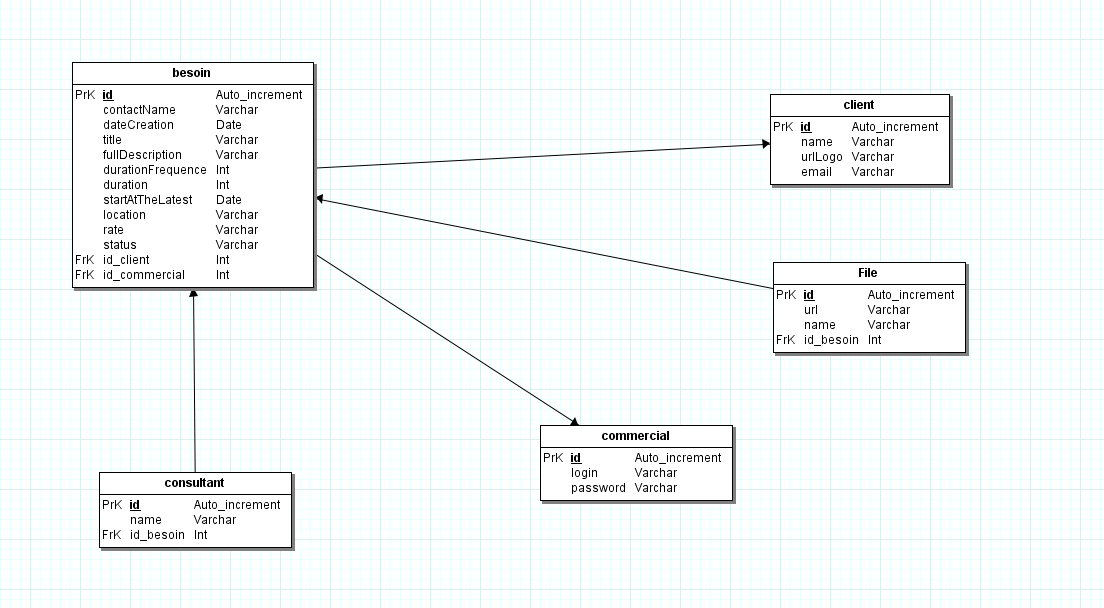 besoin
PrK id Auto_increment
contactName Varchar
dateCreation Date
title Varchar
fullDescription Varchar
durationFrequence Int
duration Int
startAtTheLatest Date
location Varchar
rate Varchar
status Varchar
FrK id_client Int
FrK id_commercial Int
client
PrK id Auto_increment
name Varchar
urlLogo Varchar
email Varchar
File
PrK id Auto_increment
url Varchar
name Varchar
FrK id_besoin Int
commercial
PrK id Auto_increment
login Varchar
password Varchar
consultant
PrK id Auto_increment
name Varchar
FrK id_besoin Int